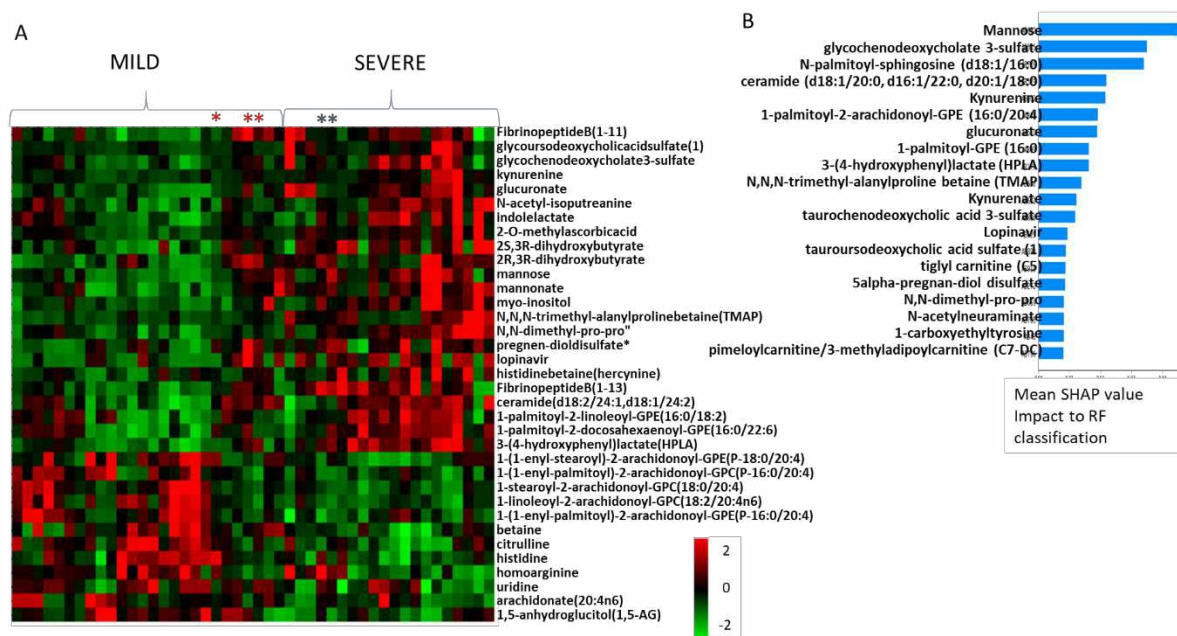 A
MILD
SEVERE
*
**
**
FibrinopeptideB(1-11)
glycoursodeoxycholicacidsulfate(1)
glycochenodeoxycholate3-sulfate
kynurenine
glucuronate
N-acetyl-isoputreanine
indolelactate
2-O-methylascorbicacid
2S,3R-dihydroxybutyrate
2R,3R-dihydroxybutyrate
mannose
mannonate
myo-inositol
N,N,N-trimethyl-alanylprolinebetaine(TMAP)
N,N-dimethyl-pro-pro"
pregnen-dioldisulfate*
lopinavir
histidinebetaine(hercynine)
FibrinopeptideB(1-13)
ceramide(d18:2/24:1,d18:1/24:2)
1-palmitoyl-2-linoleoyl-GPE(16:0/18:2)
1-palmitoyl-2-docosahexaenoyl-GPE(16:0/22:6)
3-(4-hydroxyphenyl)lactate(HPLA)
1-(1-enyl-stearoyl)-2-arachidonoyl-GPE(P-18:0/20:4)
1-(1-enyl-palmitoyl)-2-arachidonoyl-GPC(P-16:0/20:4)
1-stearoyl-2-arachidonoyl-GPC(18:0/20:4)
1-linoleoyl-2-arachidonoyl-GPC(18:2/20:4n6)
1-(1-enyl-palmitoyl)-2-arachidonoyl-GPE(P-16:0/20:4)
betaine
citrulline
histidine
homoarginine
uridine
arachidonate(20:4n6)
1,5-anhydroglucitol(1,5-AG)
2
0
-2
B
Mannose
glycochenodeoxycholate 3-sulfate
N-palmitoyl-sphingosine (d18:1/16:0)
ceramide (d18:1/20:0, d16:1/22:0, d20:1/18:0)
Kynurenine
1-palmitoyl-2-arachidonoyl-GPE (16:0/20:4)
glucuronate
1-palmitoyl-GPE (16:0)
3-(4-hydroxyphenyl)lactate (HPLA)
N,N,N-trimethyl-alanylproline betaine (TMAP)
Kynurenate
taurochenodeoxycholic acid 3-sulfate
Lopinavir
tauroursodeoxycholic acid sulfate (1)
tiglyl carnitine (C5)
5alpha-pregnan-diol disulfate
N,N-dimethyl-pro-pro
N-acetylneuraminate
1-carboxyethyltyrosine
pimeloylcarnitine/3-methyladipoylcarnitine (C7-DC)
Mean SHAP value
Impact to RF
classification